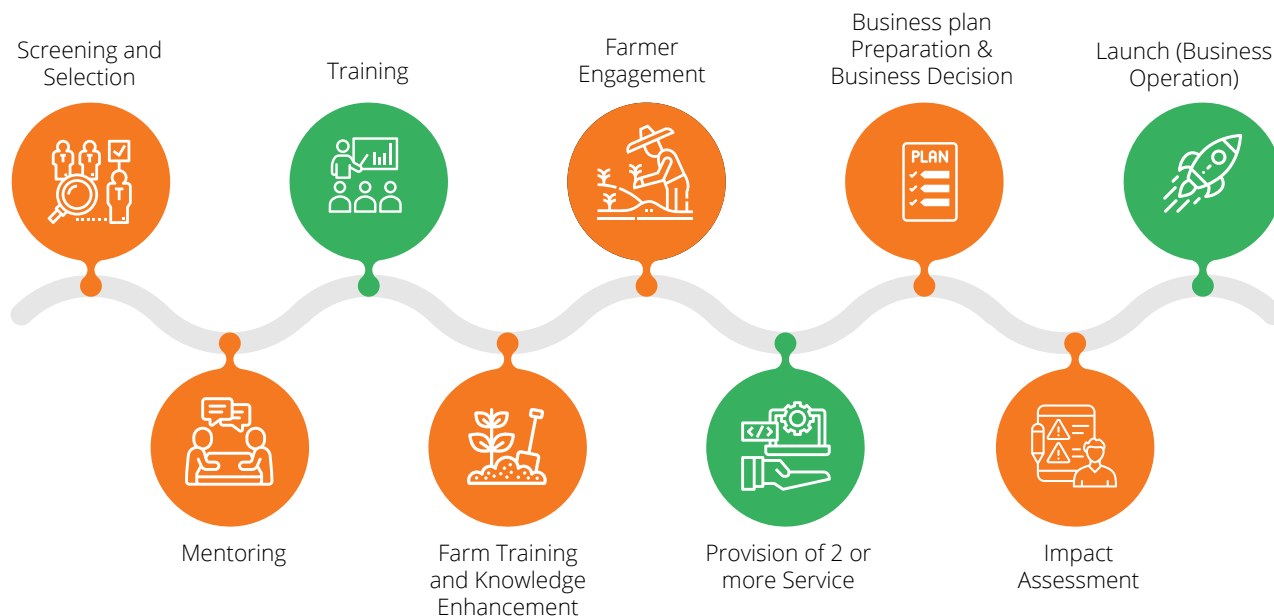 Screening and
Selection
Mentoring
Training
Farm Training
and Knowledge
Enhancement
Farmer
Engagement
Provision of 2 or
more Service
Business plan
Preparation &
Business Decision
PLAN
Impact
Assessment
Launch (Business
Operation)